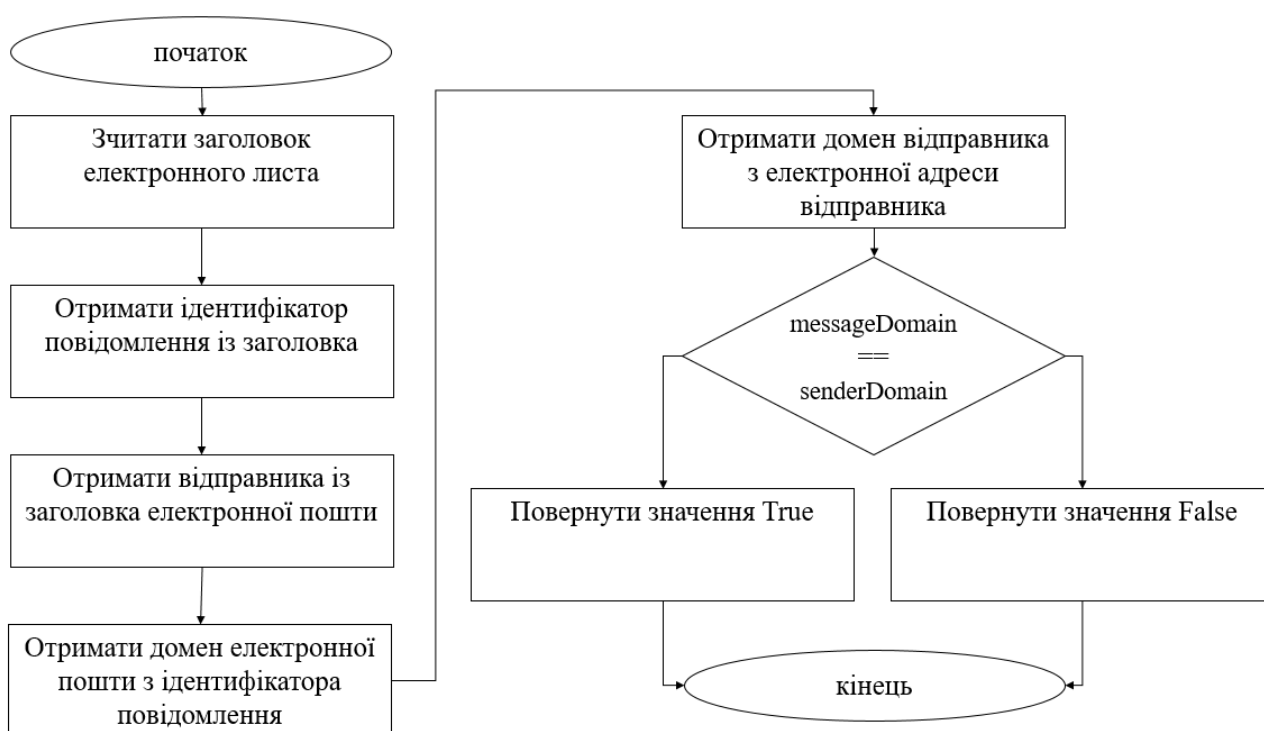 початок
Зчитати заголовок
електронного листа
Отримати ідентифікатор
повідомлення із заголовка
Отримати відправника із
заголовка електронної пошти
Отримати домен електронної
пошти з ідентифікатора
повідомлення
Отримати домен відправника
з електронної адреси
відправника
messageDomain
==
senderDomain
Повернути значення True
Повернути значення False
кінець